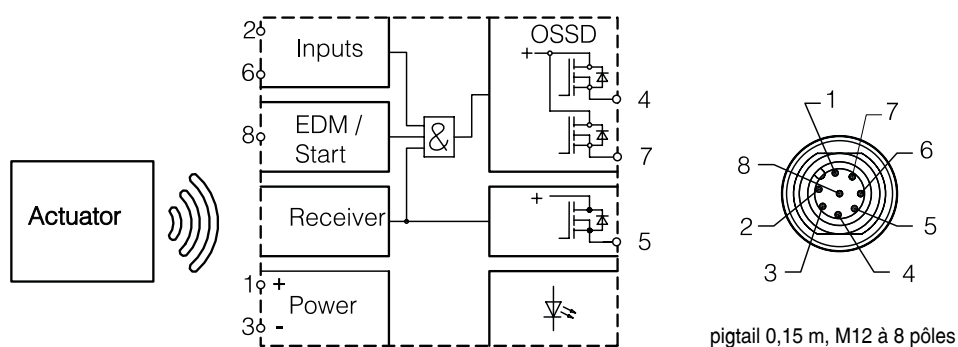 2
Inputs
6
8
EDM /
Start
&
Actuator
Receiver
1 +
Power
3 -
OSSD
+
4
7
+
5
1
7
8
6
2
5
3
4
pigtail 0,15 m, M12 à 8 pôles